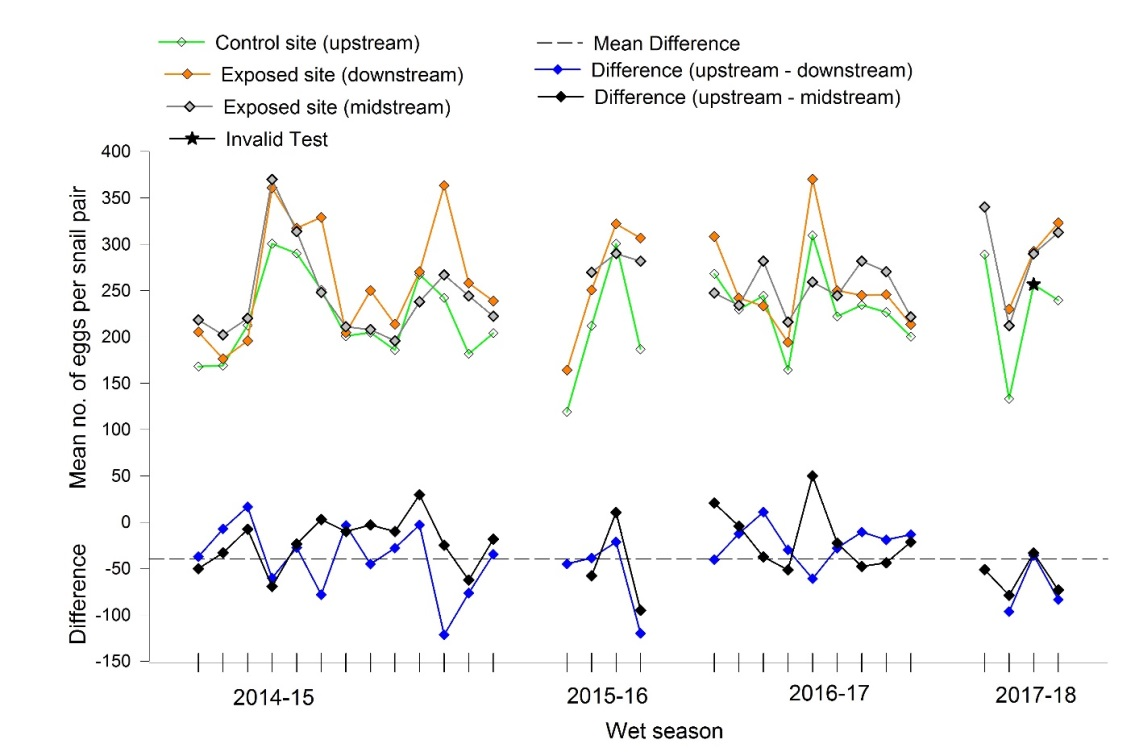 Control site (upstream)
Exposed site (downstream)
Exposed site (midstream)
Invalid Test
Mean Difference
Difference (upstream - downstream)
Difference (upstream - midstream)
Mean no. of eggs per snail pair
Difference
400
350
300
250
200
150
100
50
0
-50
-100
-150
2014-15
2015-16
2016-17
2017-18
Wet season